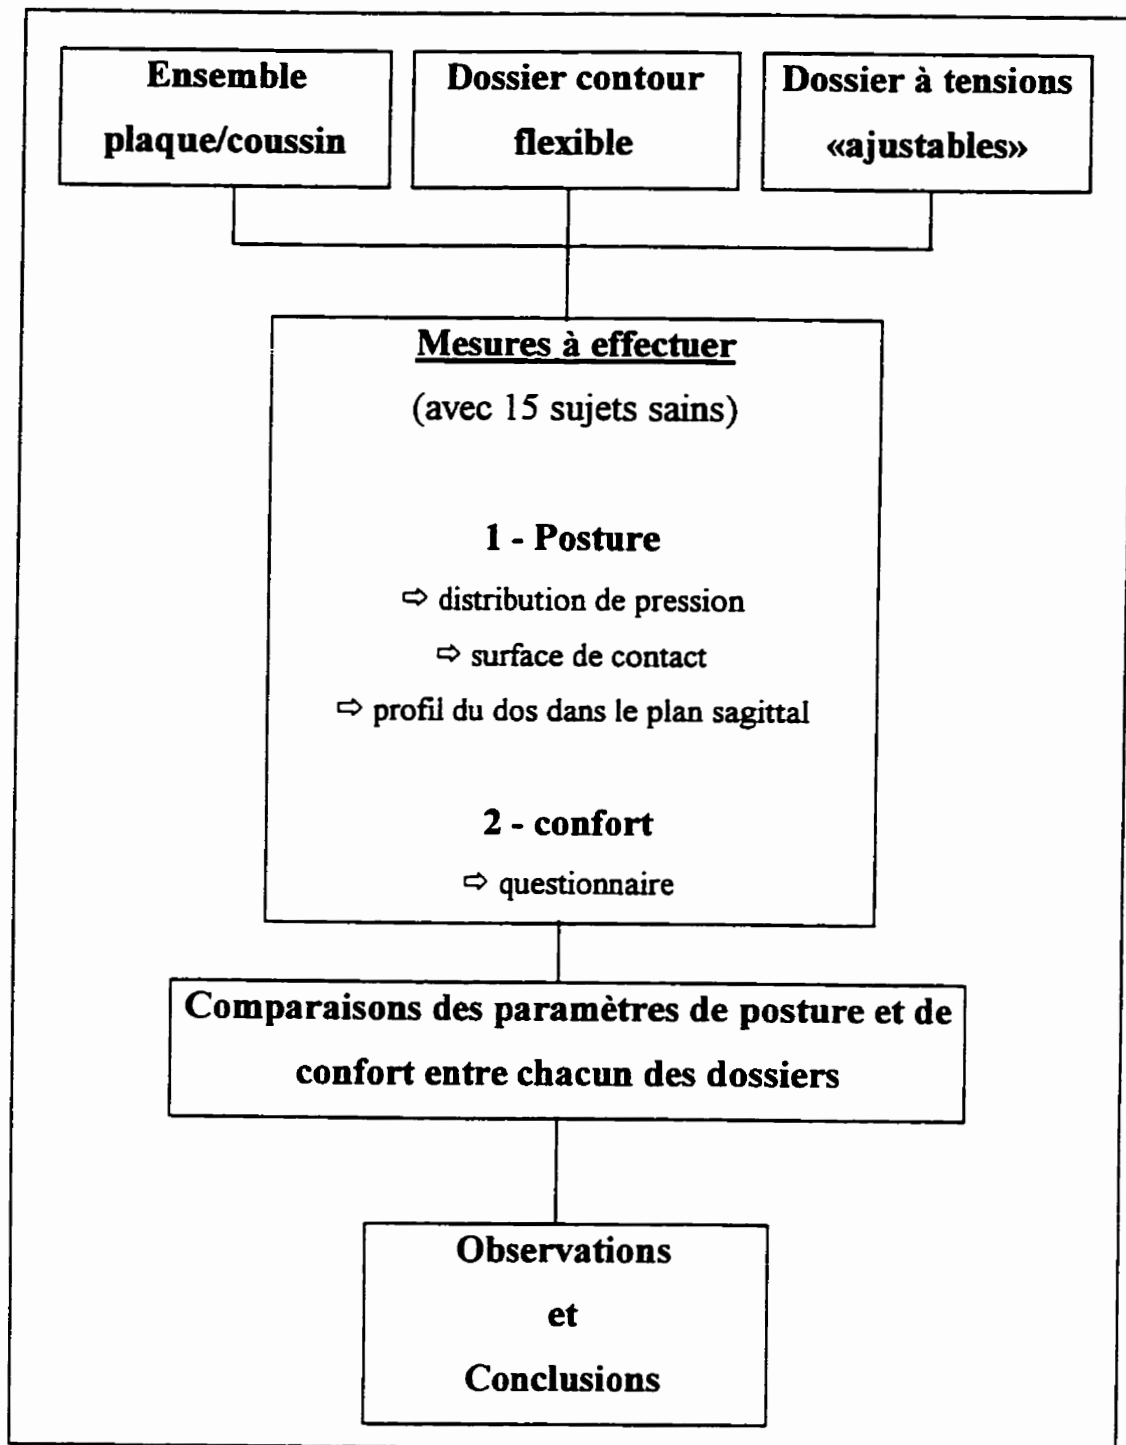 Ensemble
plaque/coussin
Dossier contour
flexible
Dossier à tensions
«ajustables»
Mesures à effectuer
(avec 15 sujets sains)
1 - Posture
⇨ distribution de pression
⇨ surface de contact
⇨ profil du dos dans le plan sagittal
2 - confort
⇨ questionnaire
Comparaisons des paramètres de posture et de
confort entre chacun des dossiers
Observations
et
Conclusions